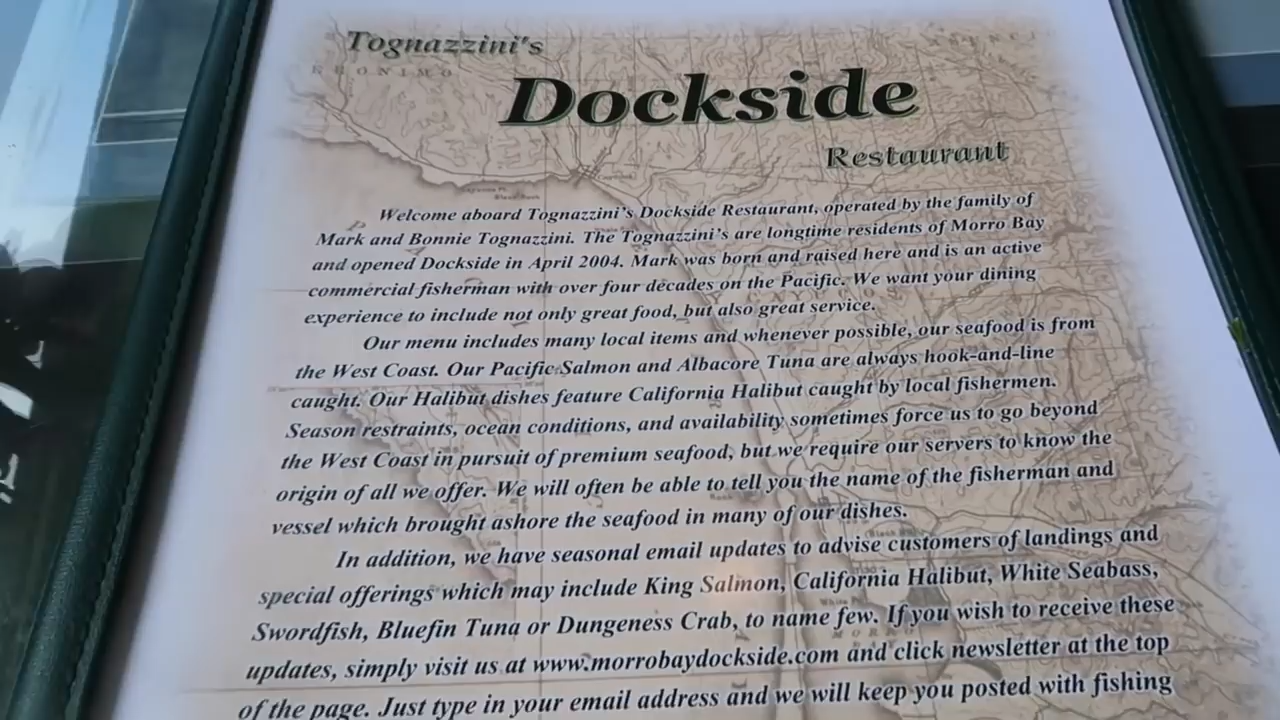 Tognazzini's
Dockside
Restaurant
Welcome aboard Tognazzini's Dockside Restaurant, operated by the family of
Mark and Bonnie Tognazzini. The Tognazzini's are longtime residents of Morro Bay
and opened Dockside in April 2004. Mark was born and raised here and is an active
commercial fisherman with over four decades on the Pacific. We want your dining
experience to include not only great food, but also great service.
Our menu includes many local items and whenever possible, our seafood is from
the West Coast. Our Pacific Salmon and Albacore Tuna are always hook-and-line
caught. Our Halibut dishes feature California Halibut caught by local fishermen.
Season restraints, ocean conditions, and availability sometimes force us to go beyond
the West Coast in pursuit of premium seafood, but we require our servers to know the
origin of all we offer. We will often be able to tell you the name of the fisherman and
vessel which brought ashore the seafood in many of our dishes.
In addition, we have seasonal email updates to advise customers of landings and
special offerings which may include King Salmon, California Halibut, White Seabass,
Swordfish, Bluefin Tuna or Dungeness Crab, to name few. If you wish to receive these
updates, simply visit us at www.morrobaydockside.com and click newsletter at the top
of the page. Just type in your email address and we will keep you posted with fishing